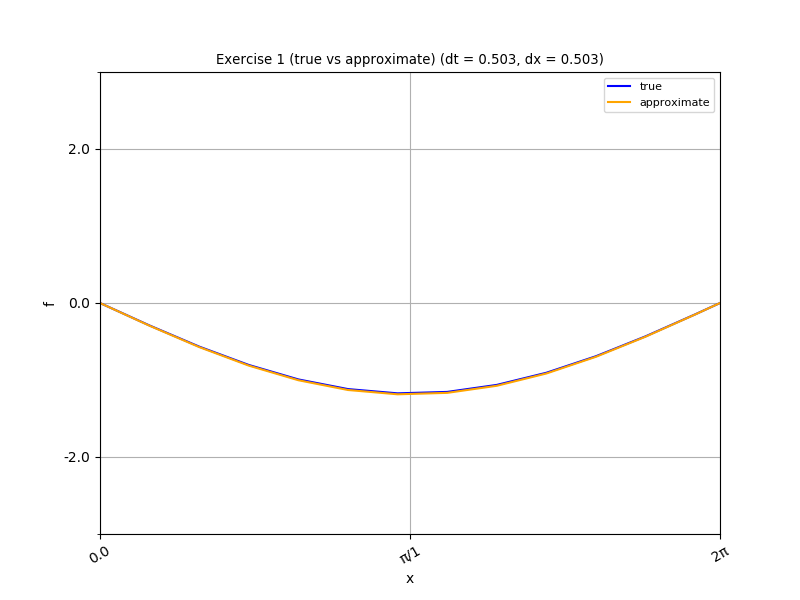 Exercise 1 (true vs approximate) (dt = 0.503, dx = 0.503)
true
approximate
2.0
0.0
-2.0
f
0.0
π/1
2π
x